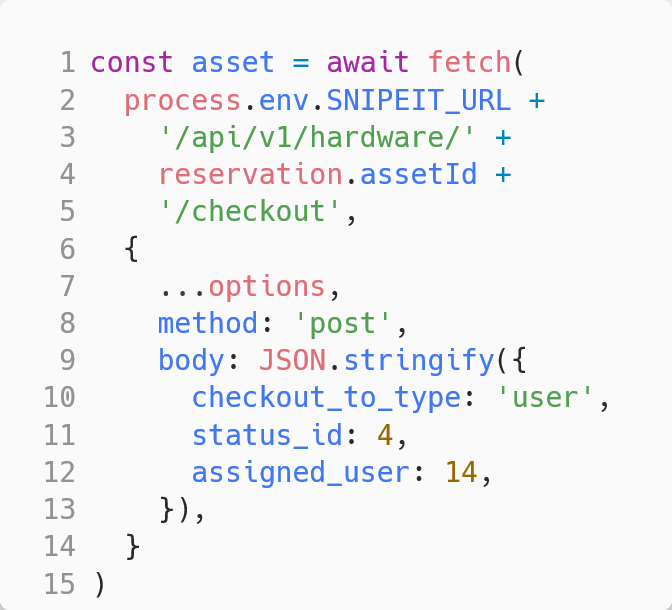 1 const asset = await fetch(
2   process.env.SNIPEIT_URL +
3     '/api/v1/hardware/' +
4     reservation.assetId +
5     '/checkout',
6   {
7     ...options,
8     method: 'post',
9     body: JSON.stringify({
10       checkout_to_type: 'user',
11       status_id: 4,
12       assigned_user: 14,
13     }),
14   }
15 )